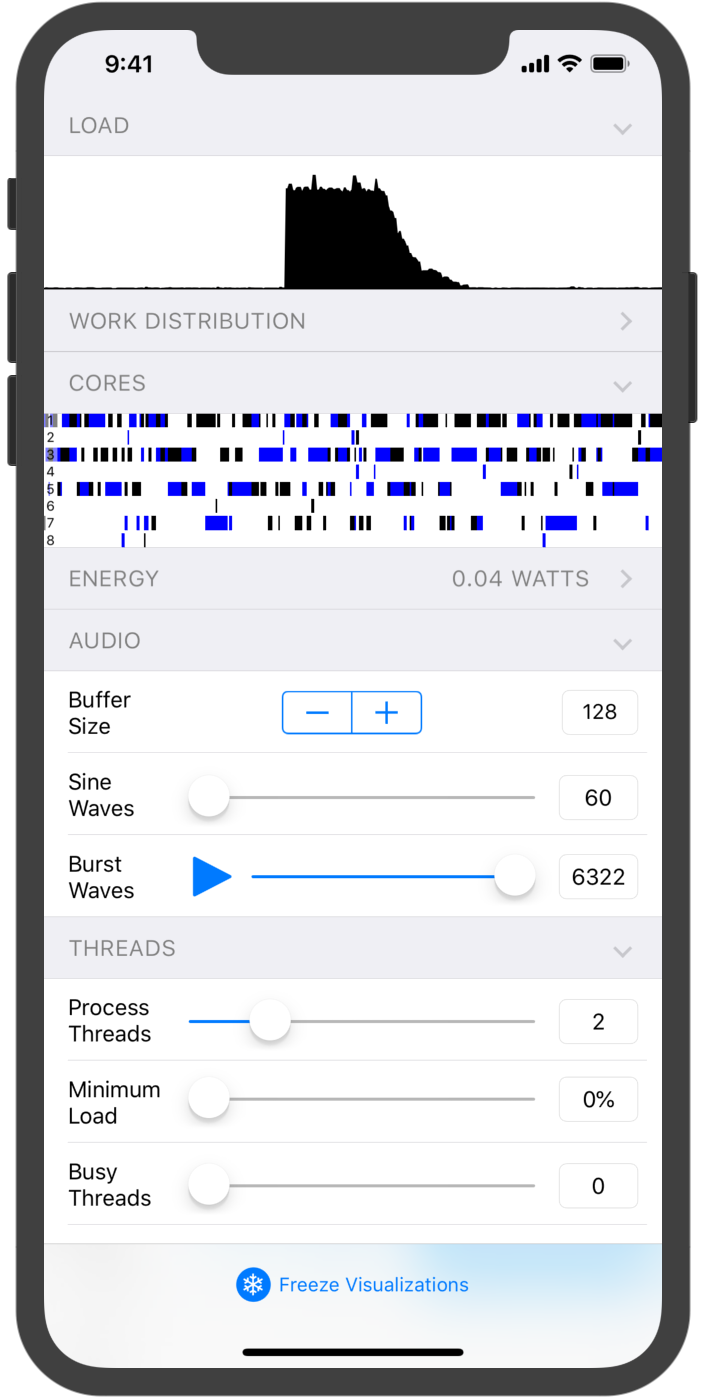 9:41
LOAD
WORK DISTRIBUTION
CORES
1
2
3
4
5
6
7
8
ENERGY 0.04 WATTS
AUDIO
Buffer
Size
128
Sine
Waves
60
Burst
Waves
6322
THREADS
Process
Threads
2
Minimum
Load
0%
Busy
Threads
0
Freeze Visualizations